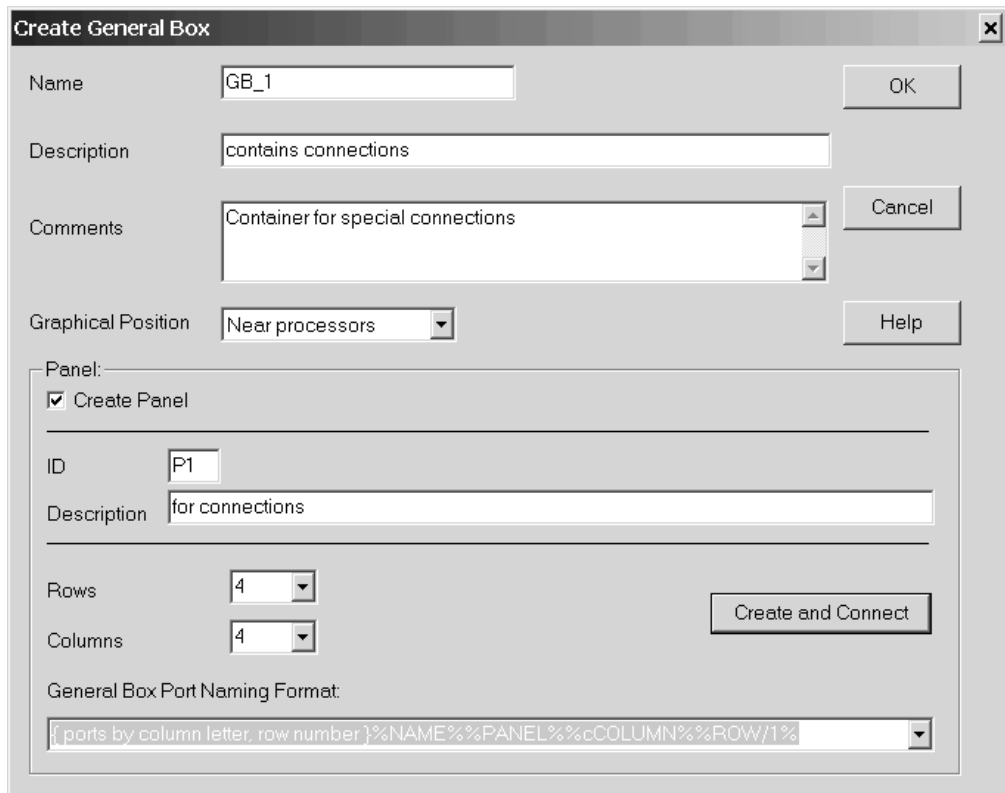 Create General Box
Name GB_1 OK
Description contains connections
Comments Container for special connections Cancel
Graphical Position Near processors Help
Panel:
Create Panel
ID P1
Description for connections
Rows 4
Columns 4 Create and Connect
General Box Port Naming Format:
{ ports by column letter, row number }%NAME%%PANEL%%cCOLUMN%%ROW/1%